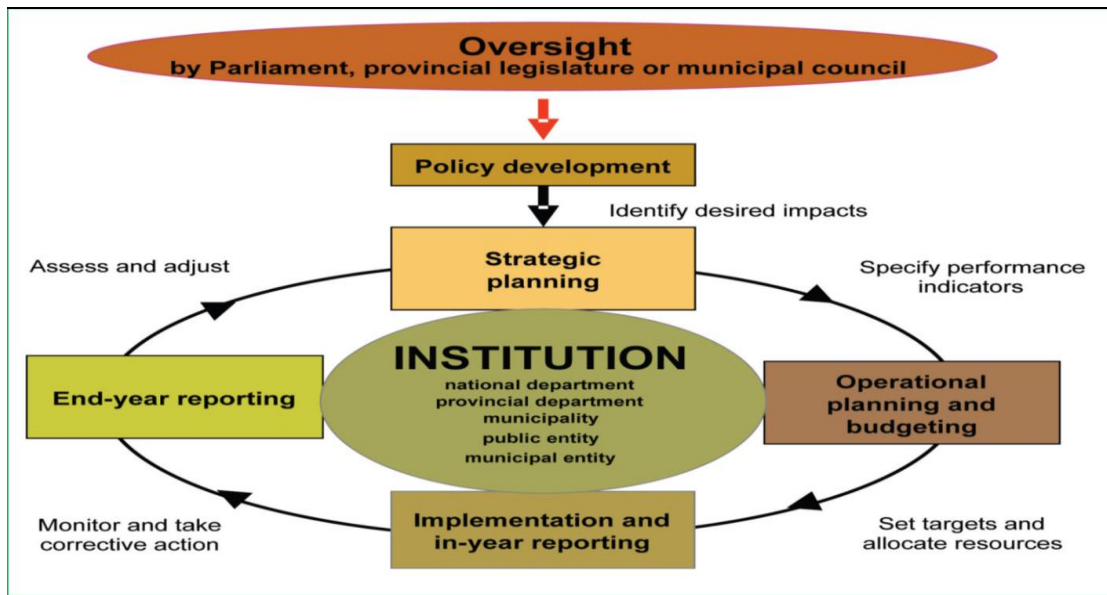 Oversight
by Parliament, provincial legislature or municipal council
Policy development
Identify desired impacts
Strategic
planning
Assess and adjust
Specify performance
indicators
INSTITUTION
national department
provincial department
municipality
public entity
municipal entity
End-year reporting
Operational
planning and
budgeting
Implementation and
in-year reporting
Monitor and take
corrective action
Set targets and
allocate resources